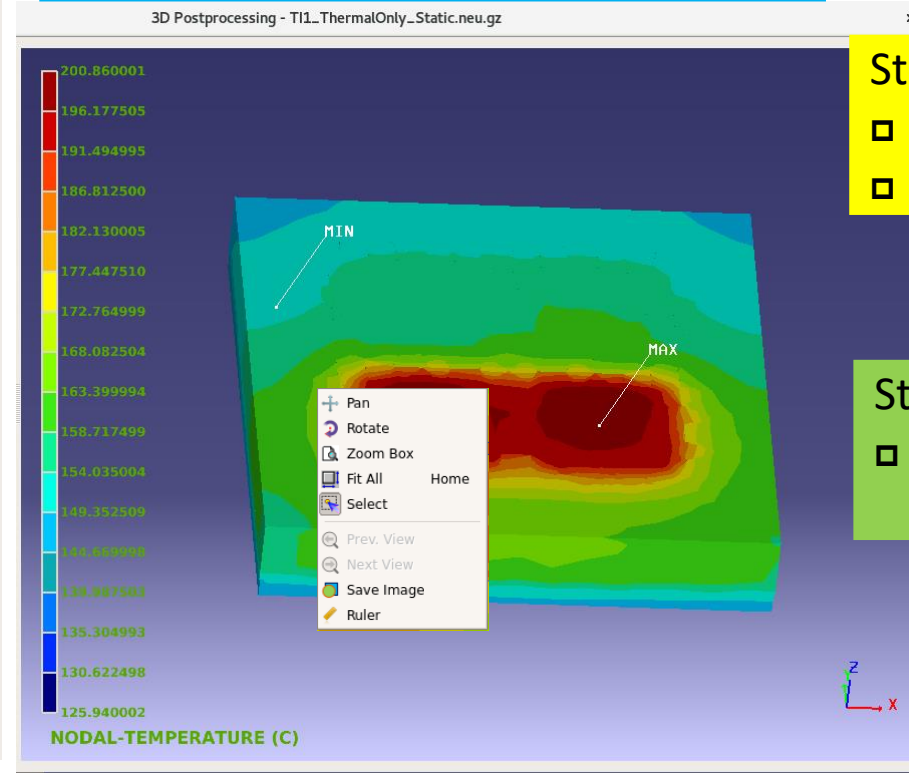 3D Postprocessing - TI1_ThermalOnly_Static.neu.gz
200.860001
196.177505
191.494995
186.812500
182.130005
177.447510
172.764999
168.082504
163.399994
158.717499
154.035004
149.352509
144.669998
135.304993
130.622498
125.940002
NODAL-TEMPERATURE (C)
MIN
MAX
Pan
Rotate
Zoom Box
Fit All Home
Select
Prev. View
Next View
Save Image
Ruler
Z
X
St
St